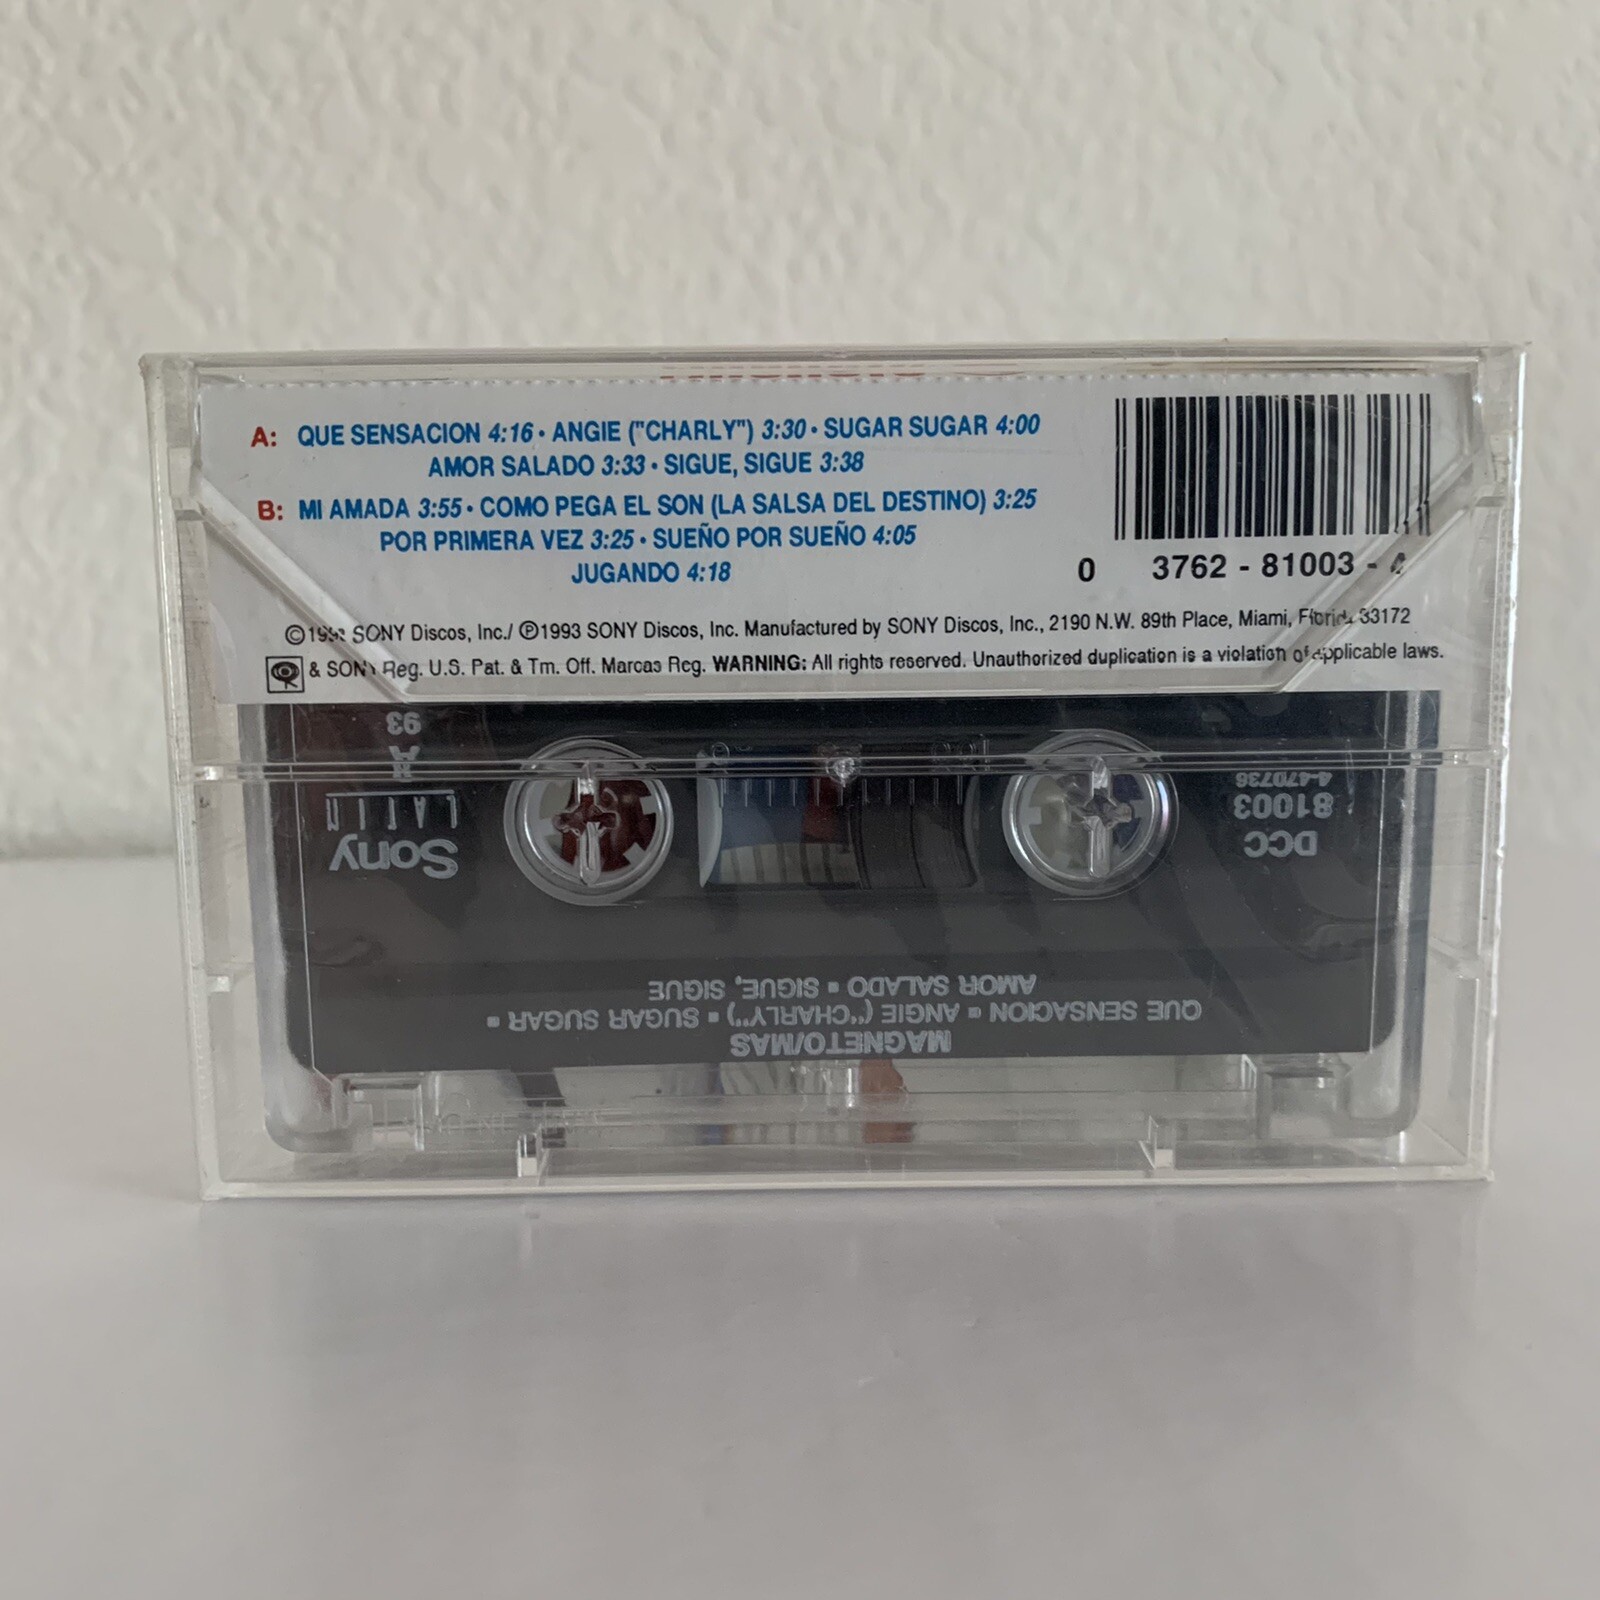 A: QUE SENSACION 4:16 • ANGIE ("CHARLY") 3:30 • SUGAR SUGAR 4:00
AMOR SALADO 3:33 • SIGUE, SIGUE 3:38
B: MI AMADA 3:55 • COMO PEGA EL SON (LA SALSA DEL DESTINO) 3:25
POR PRIMERA VEZ 3:25 • SUEÑO POR SUEÑO 4:05
JUGANDO 4:18
0 3762 - 81003 - 4
SONY Discos, Inc./ ℗1993 SONY Discos, Inc. Manufactured by SONY Discos, Inc., 2190 N.W. 89th Place, Miami, Florida 33172
& SONY Reg. U.S. Pat. & Tm. Off. Marcas Reg. WARNING: All rights reserved. Unauthorized duplication is a violation of applicable laws.
93
A
Sony
LATIN
DCC
81003
4-470736
MAGNETO/MAS
QUE SENSACION ▪ ANGIE ("CHARLY") ▪ SUGAR SUGAR ▪
AMOR SALADO ▪ SIGUE, SIGUE